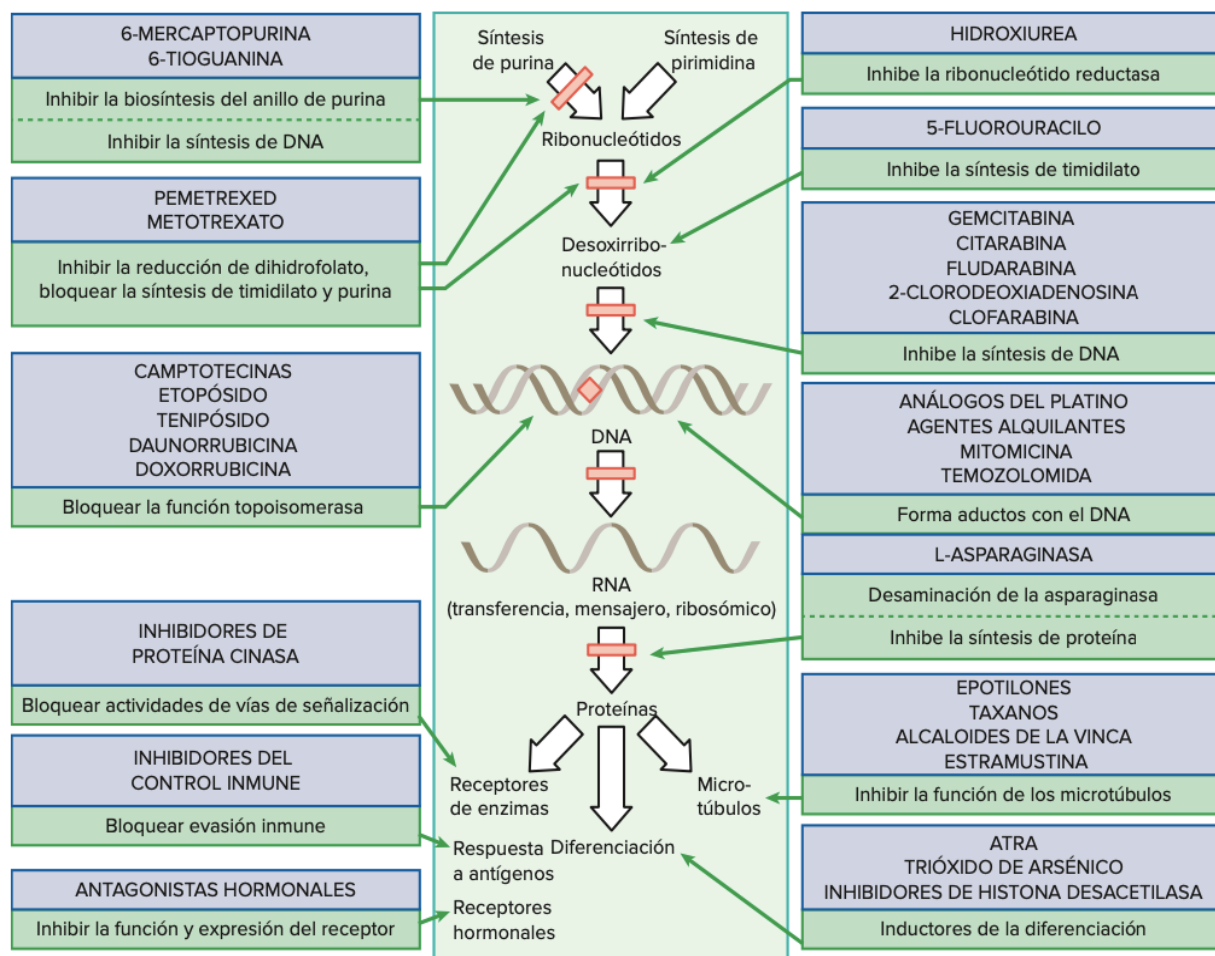 6-MERCAPTOPURINA
6-TIOGUANINA
Inhibir la biosíntesis del anillo de purina
Inhibir la síntesis de DNA
PEMETREXED
METOTREXATO
Inhibir la reducción de dihidrofolato,
bloquear la síntesis de timidilato y purina
CAMPTOTECINAS
ETOPÓSIDO
TENIPÓSIDO
DAUNORRUBICINA
DOXORRUBICINA
Bloquear la función topoisomerasa
INHIBIDORES DE
PROTEÍNA CINASA
Bloquear actividades de vías de señalización
INHIBIDORES DEL
CONTROL INMUNE
Bloquear evasión inmune
ANTAGONISTAS HORMONALES
Inhibir la función y expresión del receptor
Síntesis
de purina
Síntesis de
pirimidina
Ribonucleótidos
Desoxirribo-
nucleótidos
DNA
RNA
(transferencia, mensajero, ribosómico)
Proteínas
Receptores
de enzimas
Micro-
túbulos
Respuesta
a antígenos
Diferenciación
Receptores
hormonales
HIDROXIUREA
Inhibe la ribonucleótido reductasa
5-FLUOROURACILO
Inhibe la síntesis de timidilato
GEMCITABINA
CITARABINA
FLUDARABINA
2-CLORODEOXIADENOSINA
CLOFARABINA
Inhibe la síntesis de DNA
ANÁLOGOS DEL PLATINO
AGENTES ALQUILANTES
MITOMICINA
TEMOZOLOMIDA
Forma aductos con el DNA
L-ASPARAGINASA
Desaminación de la asparaginasa
Inhibe la síntesis de proteína
EPOTILONES
TAXANOS
ALCALOIDES DE LA VINCA
ESTRAMUSTINA
Inhibir la función de los microtúbulos
ATRA
TRIÓXIDO DE ARSÉNICO
INHIBIDORES DE HISTONA DESACETILASA
Inductores de la diferenciación